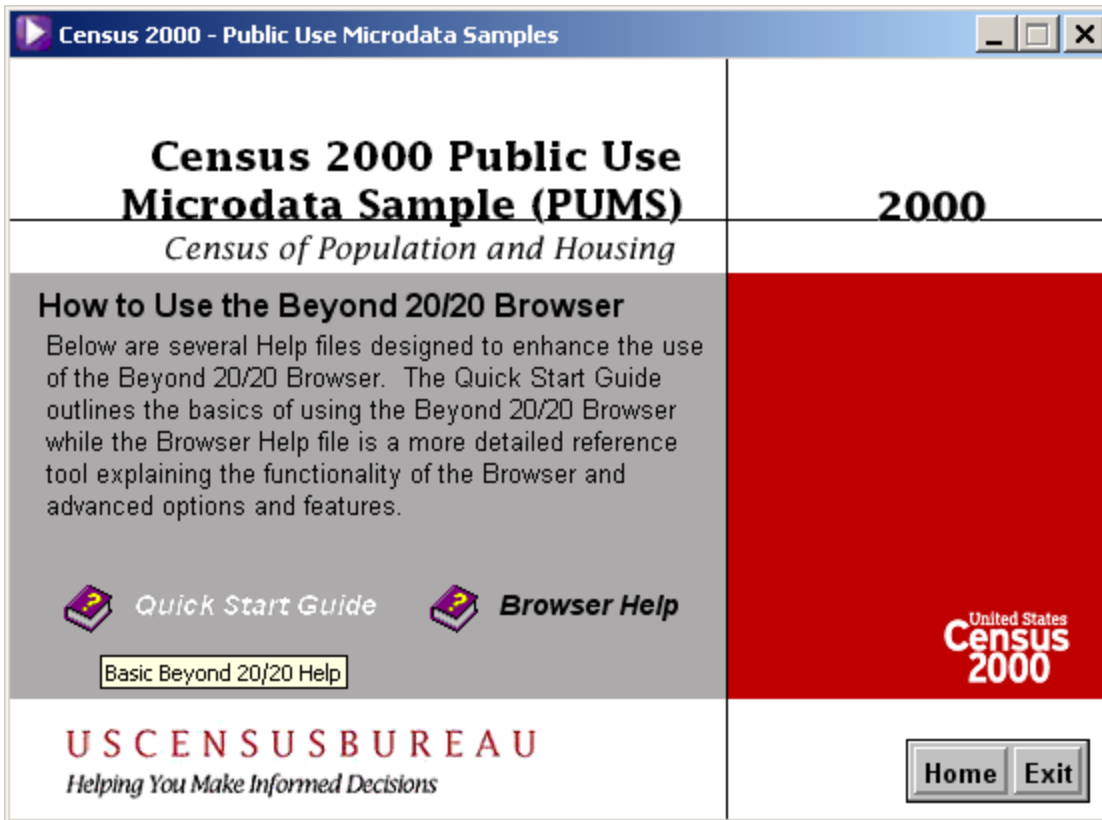 Census 2000 - Public Use Microdata Samples
Census 2000 Public Use
Microdata Sample (PUMS)
2000
Census of Population and Housing
How to Use the Beyond 20/20 Browser
Below are several Help files designed to enhance the use
of the Beyond 20/20 Browser. The Quick Start Guide
outlines the basics of using the Beyond 20/20 Browser
while the Browser Help file is a more detailed reference
tool explaining the functionality of the Browser and
advanced options and features.
Quick Start Guide
Browser Help
Basic Beyond 20/20 Help
United States
Census
2000
USCENSUSBUREAU
Helping You Make Informed Decisions
Home
Exit